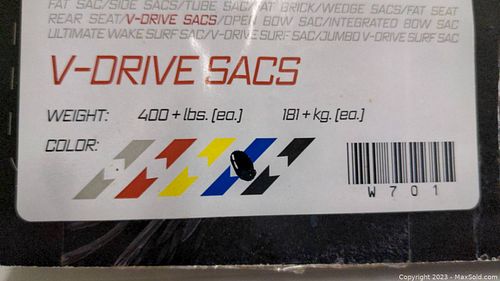 FAT SAC/SIDE SACS/TUBE SAC/FAT BRICK/WEDGE SACS/FAT SEAT
REAR SEAT/V-DRIVE SACS/OPEN BOW SAC/INTEGRATED BOW SAC
ULTIMATE WAKE SURF SAC/V-DRIVE SURF SAC/JUMBO V-DRIVE SURF SAC
V-DRIVE SACS
WEIGHT: 400+lbs. (ea.) 181+kg. (ea.)
COLOR:
W701
Copyright 2023 - MaxSold.com